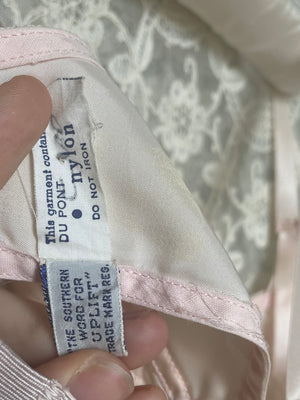 This garment contains
DU PONT
nylon
DO NOT IRON
THE SOUTHERN
WORD FOR
UPLIFT"
TRADE MARK REG.